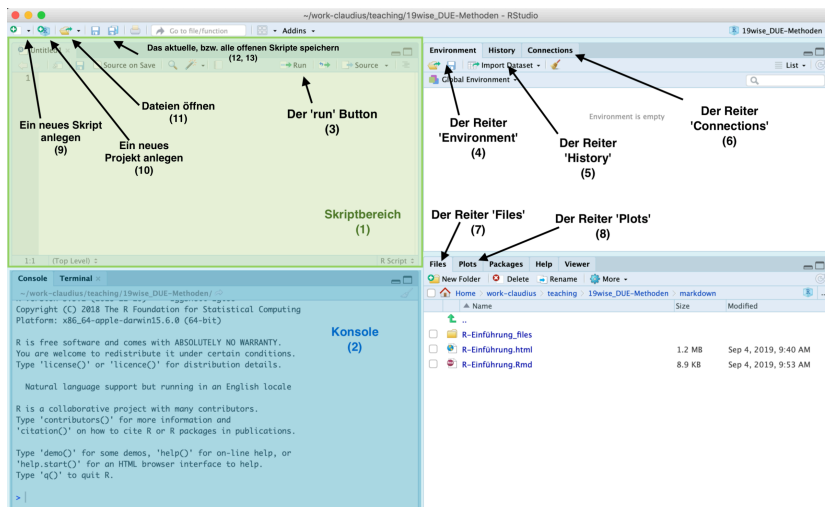 ~/work-claudius/teaching/19wise_DUE-Methoden - RStudio
Go to file/function
Addins
19wise_DUE-Methoden
Das aktuelle, bzw. alle offenen Skripte speichern
(12, 13)
Source on Save
Run
Source
1
Dateien öffnen
(11)
Der 'run' Button
(3)
Ein neues Skript
anlegen
(9)
Ein neues
Projekt anlegen
(10)
Skriptbereich
(1)
1:1 (Top Level)
R Script
Environment History Connections
Import Dataset
List
Global Environment
Environment is empty
Der Reiter
'Environment'
(4)
Der Reiter
'History'
(5)
Der Reiter
'Connections'
(6)
Der Reiter 'Files'
(7)
Der Reiter 'Plots'
(8)
Console Terminal
~/work-claudius/teaching/19wise_DUE-Methoden/
Copyright (C) 2018 The R Foundation for Statistical Computing
Platform: x86_64-apple-darwin15.6.0 (64-bit)
R is free software and comes with ABSOLUTELY NO WARRANTY.
You are welcome to redistribute it under certain conditions.
Type 'license()' or 'licence()' for distribution details.
Natural language support but running in an English locale
R is a collaborative project with many contributors.
Type 'contributors()' for more information and
'citation()' on how to cite R or R packages in publications.
Type 'demo()' for some demos, 'help()' for on-line help, or
'help.start()' for an HTML browser interface to help.
Type 'q()' to quit R.
>
Konsole
(2)
Files Plots Packages Help Viewer
New Folder Delete Rename More
Home work-claudius teaching 19wise_DUE-Methoden markdown
Name Size Modified
..
R-Einführung_files
R-Einführung.html 1.2 MB Sep 4, 2019, 9:40 AM
R-Einführung.Rmd 8.9 KB Sep 4, 2019, 9:53 AM